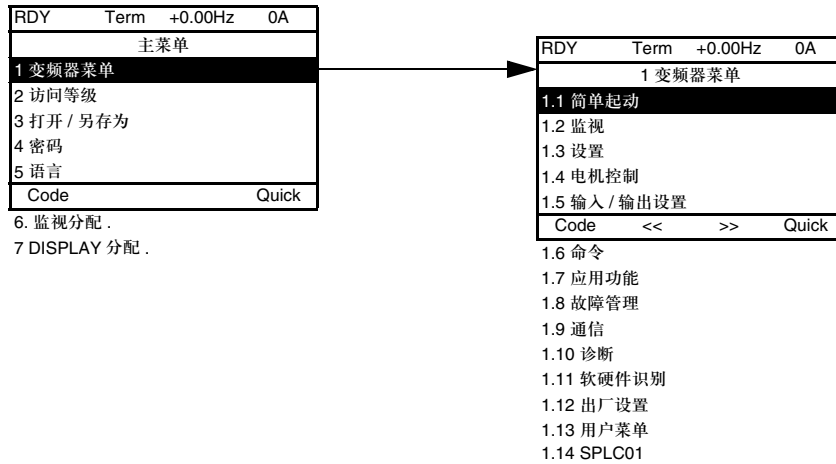 RDY Term +0.00Hz 0A
主菜单
1 变频器菜单
2 访问等级
3 打开 / 另存为
4 密码
5 语言
Code Quick
6. 监视分配 .
7 DISPLAY 分配 .
RDY Term +0.00Hz 0A
1 变频器菜单
1.1 简单起动
1.2 监视
1.3 设置
1.4 电机控制
1.5 输入 / 输出设置
Code << >> Quick
1.6 命令
1.7 应用功能
1.8 故障管理
1.9 通信
1.10 诊断
1.11 软硬件识别
1.12 出厂设置
1.13 用户菜单
1.14 SPLC01